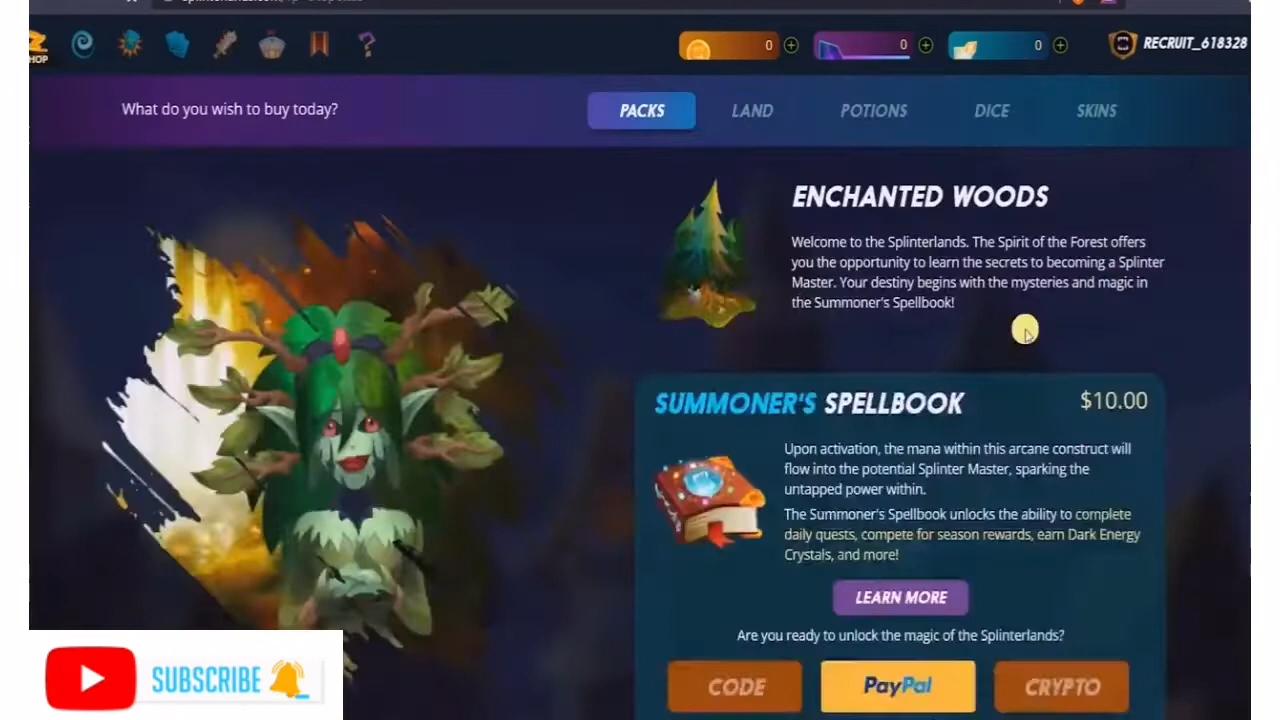 HOP
0
0
0
RECRUIT_618328
What do you wish to buy today?
PACKS
LAND
POTIONS
DICE
SKINS
ENCHANTED WOODS
Welcome to the Splinterlands. The Spirit of the Forest offers
you the opportunity to learn the secrets to becoming a Splinter
Master. Your destiny begins with the mysteries and magic in
the Summoner's Spellbook!
SUMMONER'S SPELLBOOK
$10.00
Upon activation, the mana within this arcane construct will
flow into the potential Splinter Master, sparking the
untapped power within.
The Summoner's Spellbook unlocks the ability to complete
daily quests, compete for season rewards, earn Dark Energy
Crystals, and more!
LEARN MORE
Are you ready to unlock the magic of the Splinterlands?
CODE
PayPal
CRYPTO
SUBSCRIBE